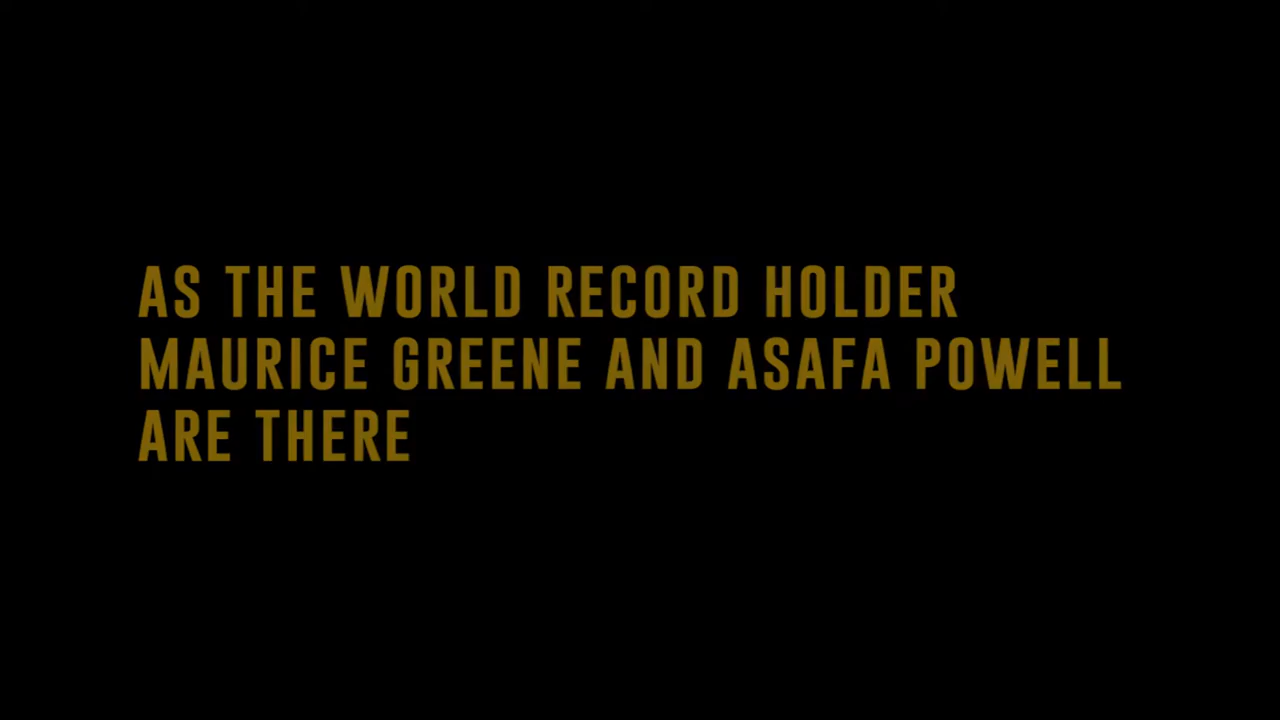 AS THE WORLD RECORD HOLDER
MAURICE GREENE AND ASAFA POWELL
ARE THERE